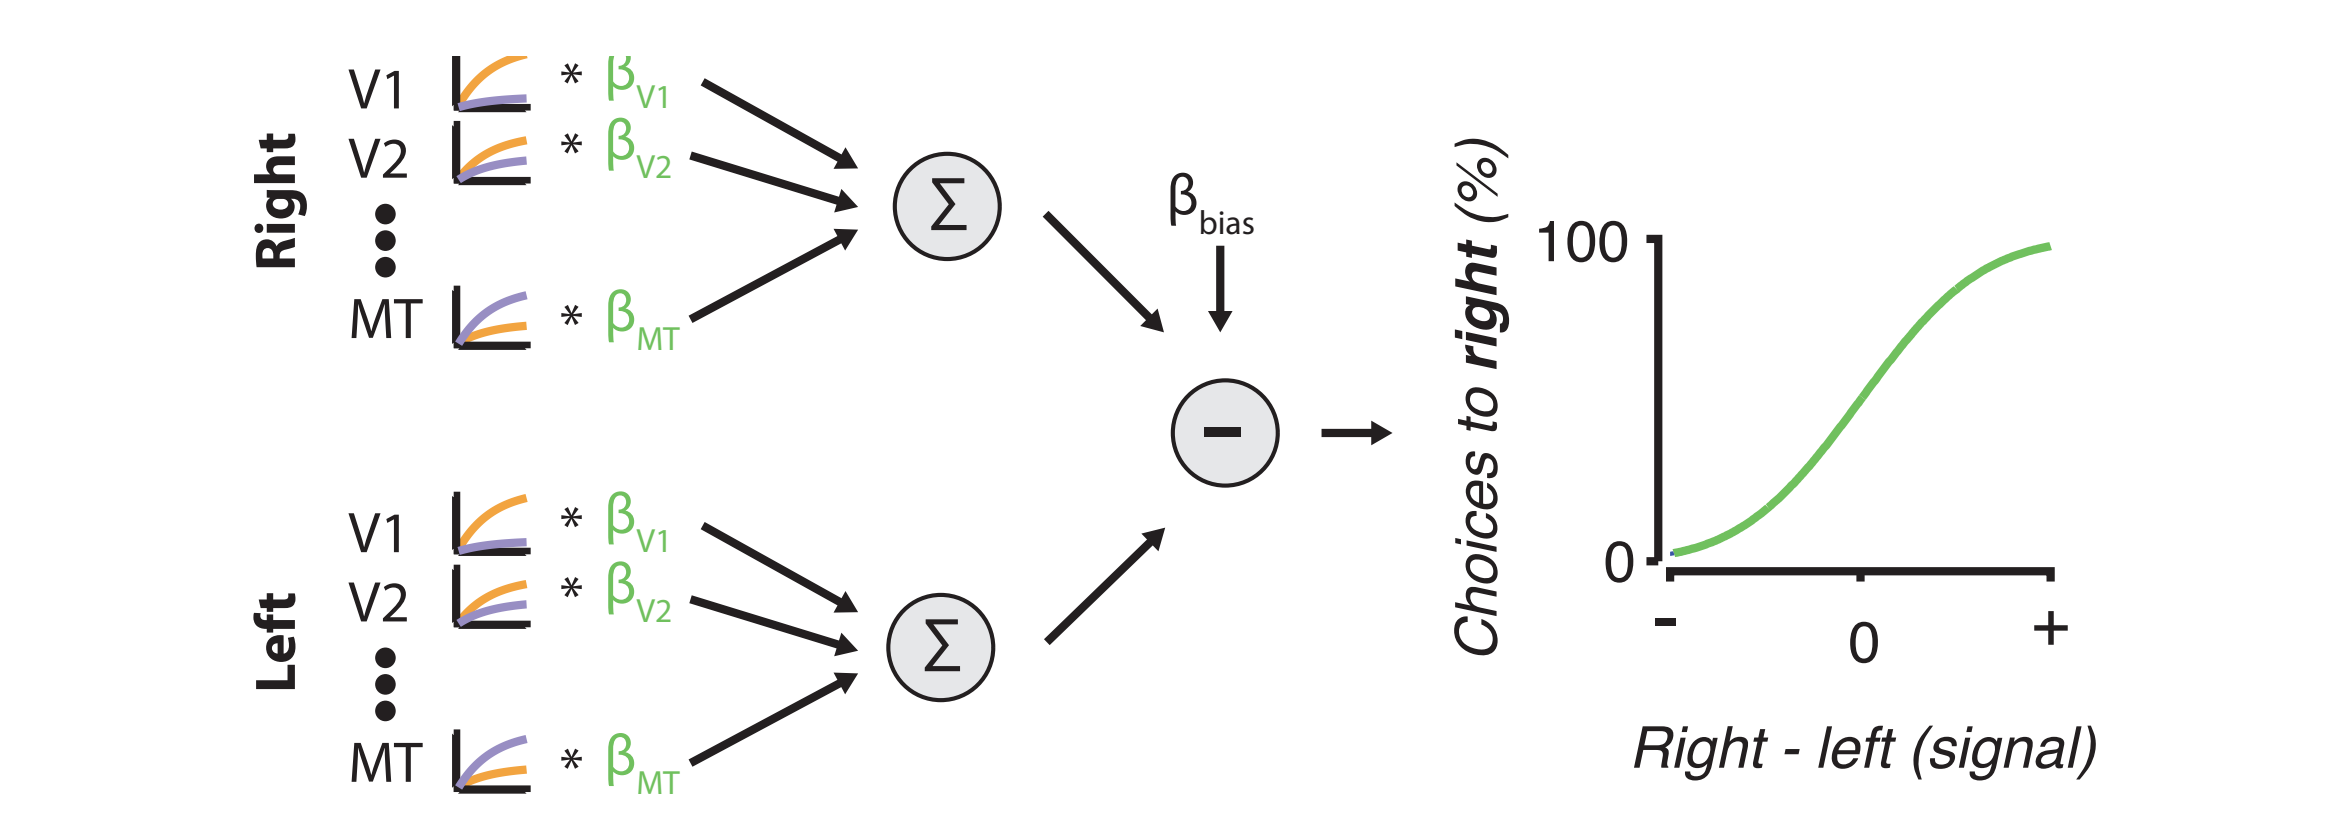 Right
V1 * βV1
V2 * βV2
MT * βMT
Σ
Left
V1 * βV1
V2 * βV2
MT * βMT
Σ
βbias
-
Choices to right (%)
100
0
- 0 +
Right - left (signal)